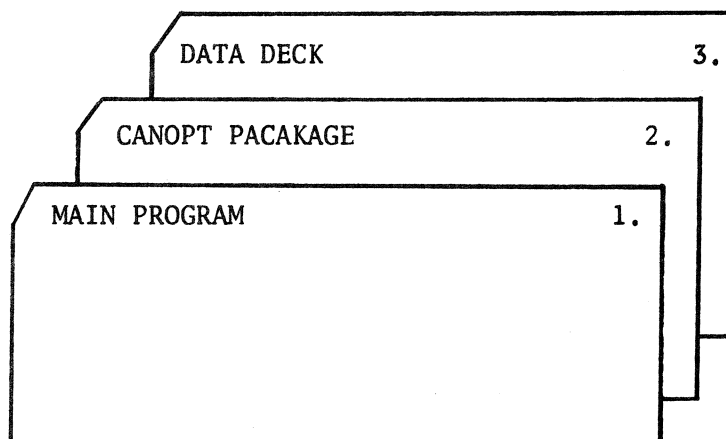 DATA DECK 3.
CANOPT PACAKAGE 2.
MAIN PROGRAM 1.